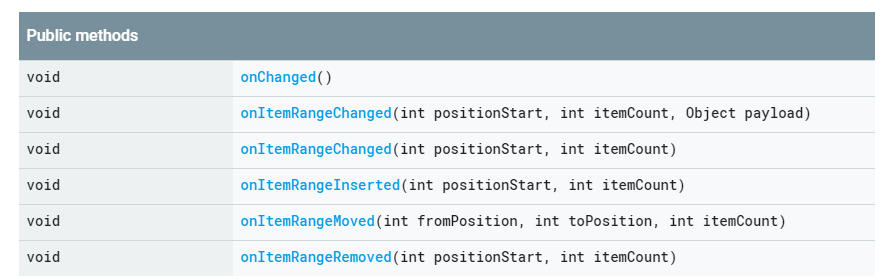 Public methods
void onChanged()
void onItemRangeChanged(int positionStart, int itemCount, Object payload)
void onItemRangeChanged(int positionStart, int itemCount)
void onItemRangeInserted(int positionStart, int itemCount)
void onItemRangeMoved(int fromPosition, int toPosition, int itemCount)
void onItemRangeRemoved(int positionStart, int itemCount)